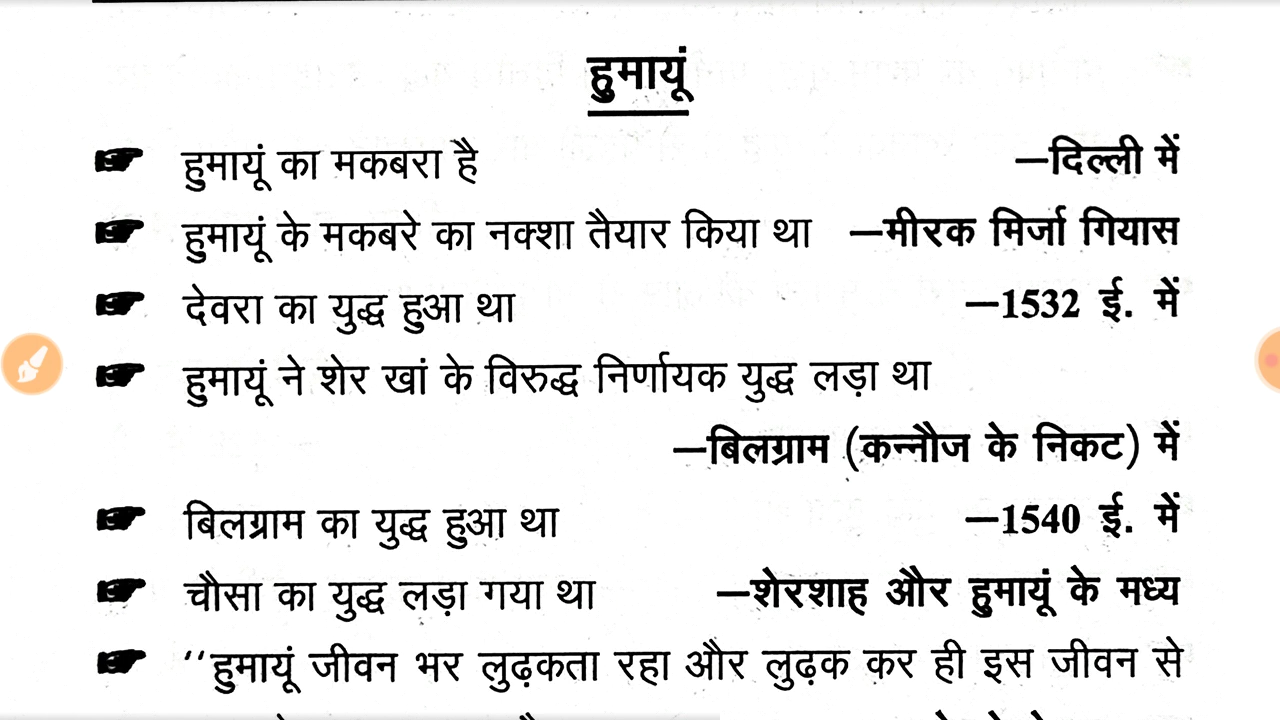 हुमायूं
हुमायूं का मकबरा है —दिल्ली में
हुमायूं के मकबरे का नक्शा तैयार किया था —मीरक मिर्जा गियास
देवरा का युद्ध हुआ था —1532 ई. में
हुमायूं ने शेर खां के विरुद्ध निर्णायक युद्ध लड़ा था
—बिलग्राम (कन्नौज के निकट) में
बिलग्राम का युद्ध हुआ था —1540 ई. में
चौसा का युद्ध लड़ा गया था —शेरशाह और हुमायूं के मध्य
‘‘हुमायूं जीवन भर लुढ़कता रहा और लुढ़क कर ही इस जीवन से